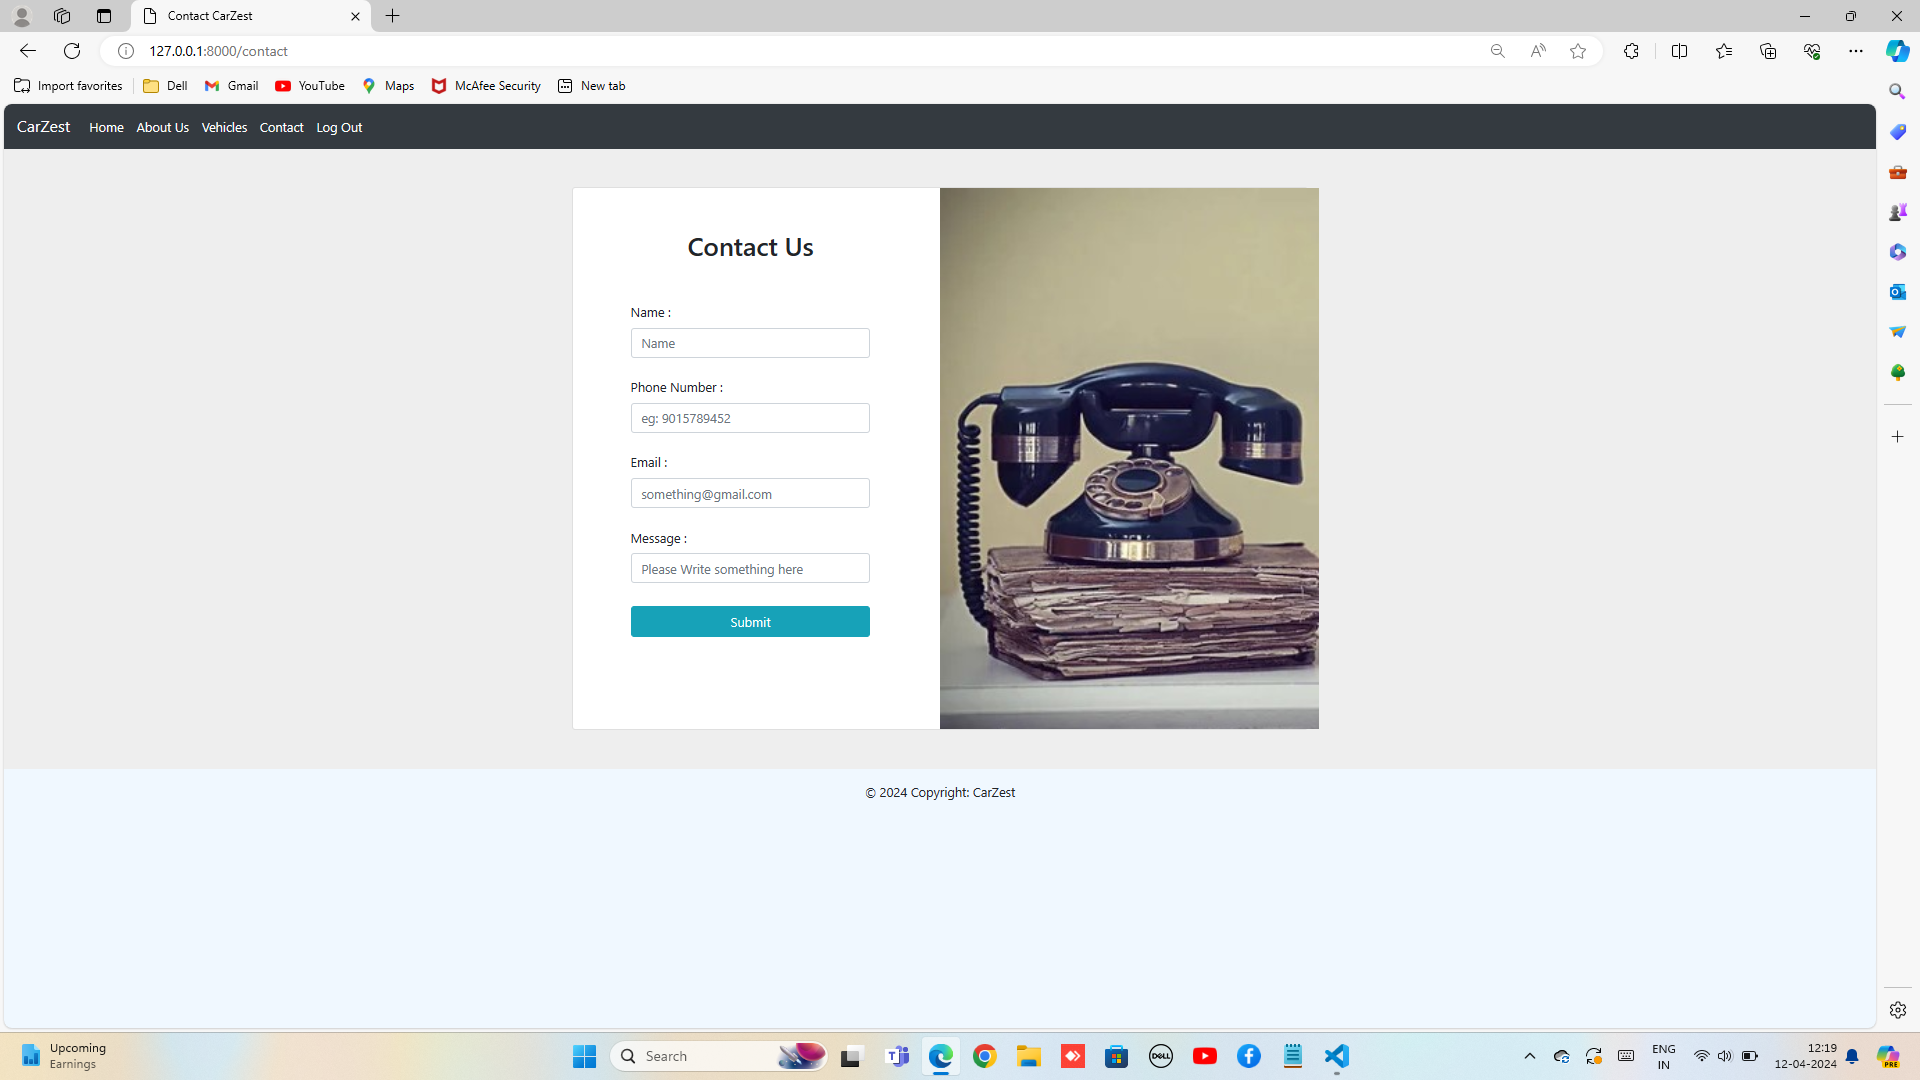 Contact CarZest
127.0.0.1:8000/contact
Import favorites Dell Gmail YouTube Maps McAfee Security New tab
CarZest Home About Us Vehicles Contact Log Out
Contact Us
Name :
Name
Phone Number :
eg: 9015789452
Email :
something@gmail.com
Message :
Please Write something here
Submit
© 2024 Copyright: CarZest
Upcoming
Earnings
Search
DELL
ENG
IN
12:19
12-04-2024
PRE